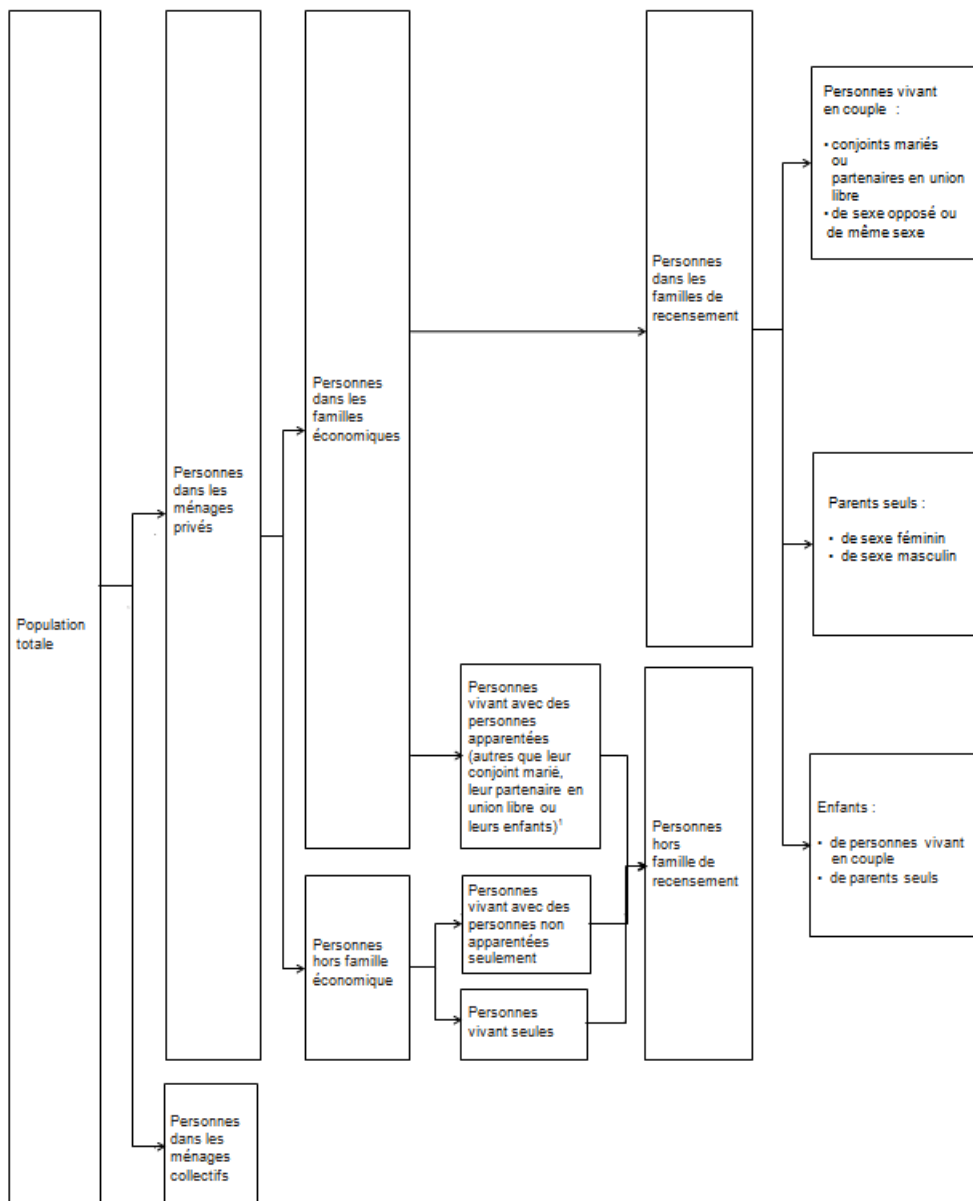 Population
totale
Personnes
dans les
ménages
privés
Personnes
dans les
ménages
collectifs
Personnes
dans les
familles
économiques
Personnes
hors famille
économique
Personnes
vivant avec des
personnes
apparentées
(autres que leur
conjoint marié,
leur partenaire en
union libre ou
leurs enfants)¹
Personnes
vivant avec des
personnes non
apparentées
seulement
Personnes
vivant seules
Personnes
dans les
familles de
recensement
Personnes
hors
famille de
recensement
Personnes vivant
en couple :
• conjoints mariés
ou
partenaires en union
libre
• de sexe opposé ou
de même sexe
Parents seuls :
• de sexe féminin
• de sexe masculin
Enfants :
• de personnes vivant
en couple
• de parents seuls